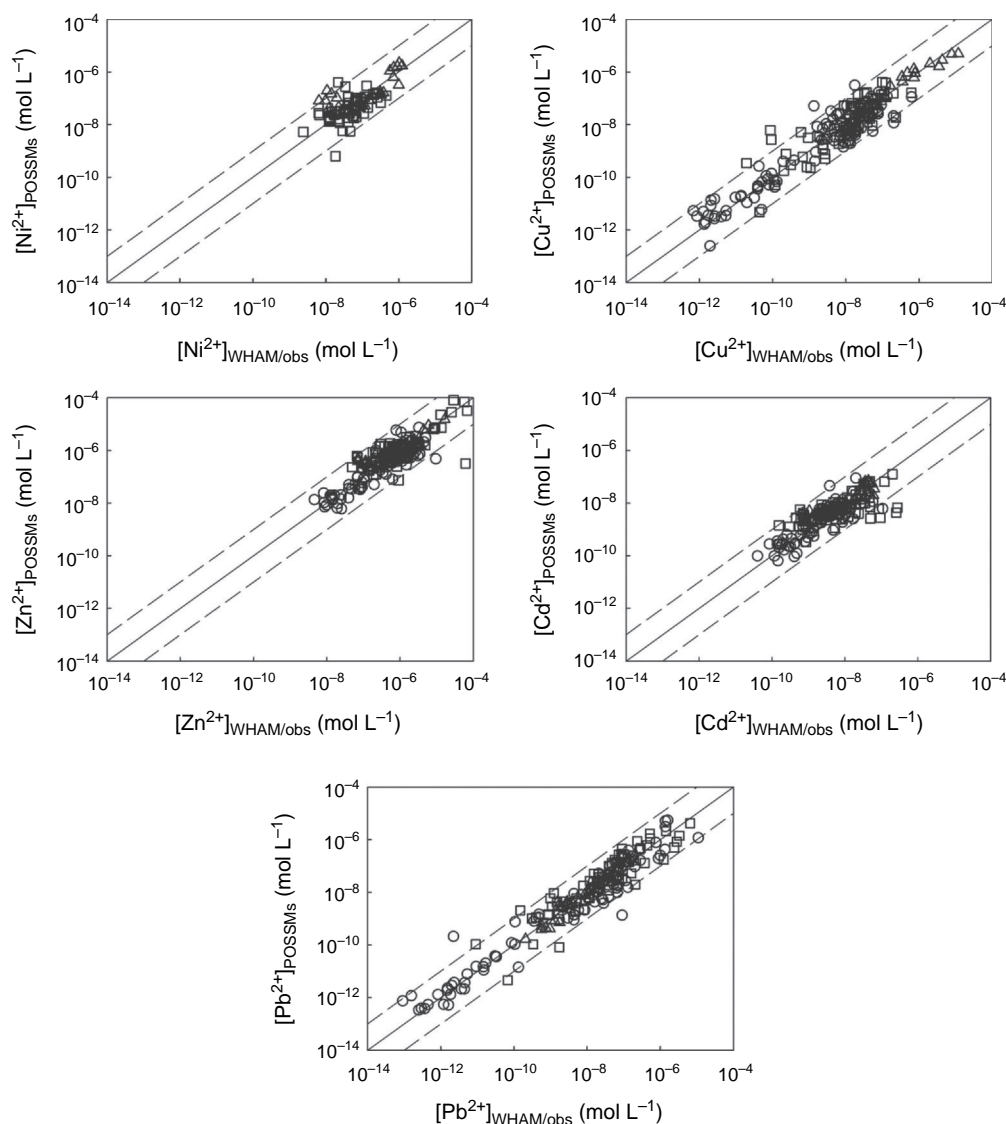 10⁻⁴
10⁻⁶
10⁻⁸
10⁻¹⁰
10⁻¹²
10⁻¹⁴
[Ni²⁺]POSSMs (mol L⁻¹)
10⁻¹⁴ 10⁻¹² 10⁻¹⁰ 10⁻⁸ 10⁻⁶ 10⁻⁴
[Ni²⁺]WHAM/obs (mol L⁻¹)
10⁻⁴
10⁻⁶
10⁻⁸
10⁻¹⁰
10⁻¹²
10⁻¹⁴
[Cu²⁺]POSSMs (mol L⁻¹)
10⁻¹⁴ 10⁻¹² 10⁻¹⁰ 10⁻⁸ 10⁻⁶ 10⁻⁴
[Cu²⁺]WHAM/obs (mol L⁻¹)
10⁻⁴
10⁻⁶
10⁻⁸
10⁻¹⁰
10⁻¹²
10⁻¹⁴
[Zn²⁺]POSSMs (mol L⁻¹)
10⁻¹⁴ 10⁻¹² 10⁻¹⁰ 10⁻⁸ 10⁻⁶ 10⁻⁴
[Zn²⁺]WHAM/obs (mol L⁻¹)
10⁻⁴
10⁻⁶
10⁻⁸
10⁻¹⁰
10⁻¹²
10⁻¹⁴
[Cd²⁺]POSSMs (mol L⁻¹)
10⁻¹⁴ 10⁻¹² 10⁻¹⁰ 10⁻⁸ 10⁻⁶ 10⁻⁴
[Cd²⁺]WHAM/obs (mol L⁻¹)
10⁻⁴
10⁻⁶
10⁻⁸
10⁻¹⁰
10⁻¹²
10⁻¹⁴
[Pb²⁺]POSSMs (mol L⁻¹)
10⁻¹⁴ 10⁻¹² 10⁻¹⁰ 10⁻⁸ 10⁻⁶ 10⁻⁴
[Pb²⁺]WHAM/obs (mol L⁻¹)